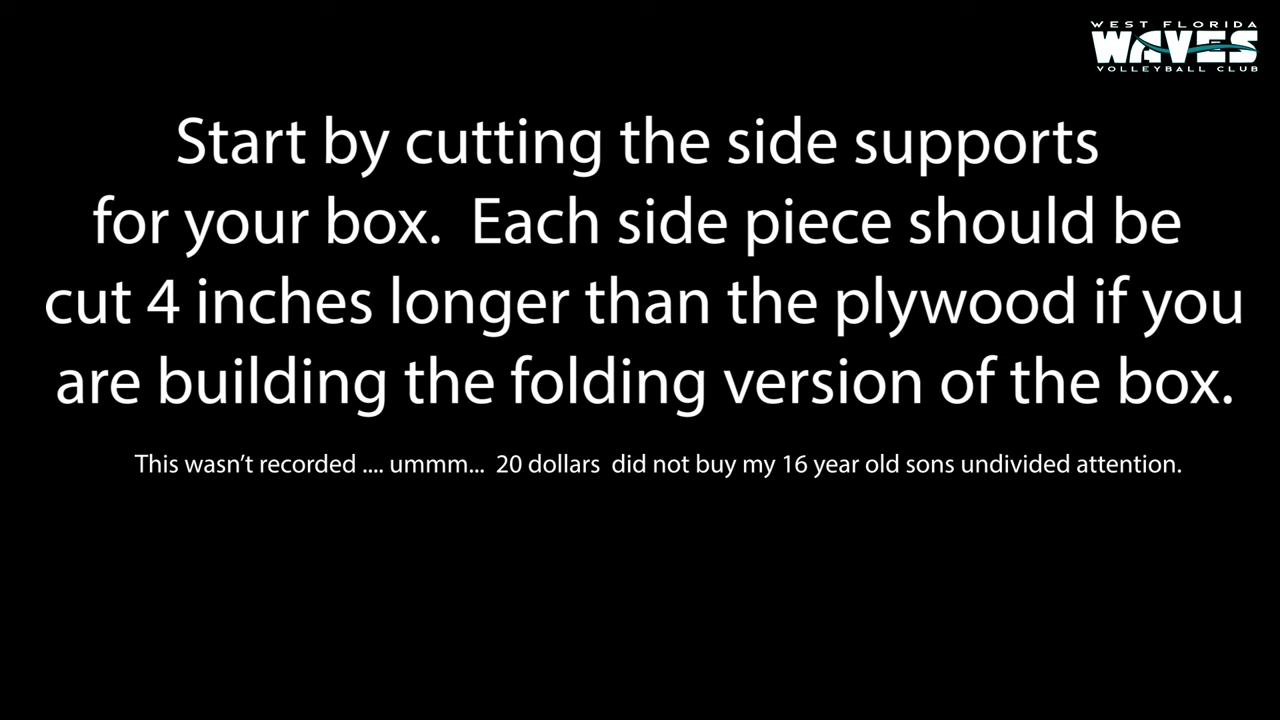 WEST FLORIDA
WAVES
VOLLEYBALL CLUB
Start by cutting the side supports
for your box.  Each side piece should be
cut 4 inches longer than the plywood if you
are building the folding version of the box.
This wasn’t recorded .... ummm...  20 dollars  did not buy my 16 year old sons undivided attention.